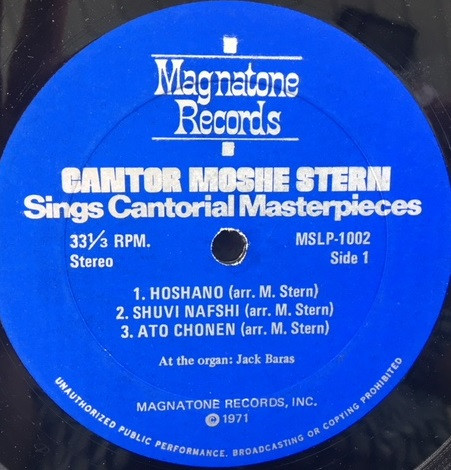 Magnatone
Records
CANTOR MOSHE STERN
Sings Cantorial Masterpieces
33⅓ RPM.
Stereo
MSLP-1002
Side 1
1. HOSHANO (arr. M. Stern)
2. SHUVI NAFSHI (arr. M. Stern)
3. ATO CHONEN (arr. M. Stern)
At the organ: Jack Baras
MAGNATONE RECORDS, INC.
℗ 1971
UNAUTHORIZED PUBLIC PERFORMANCE, BROADCASTING OR COPYING PROHIBITED